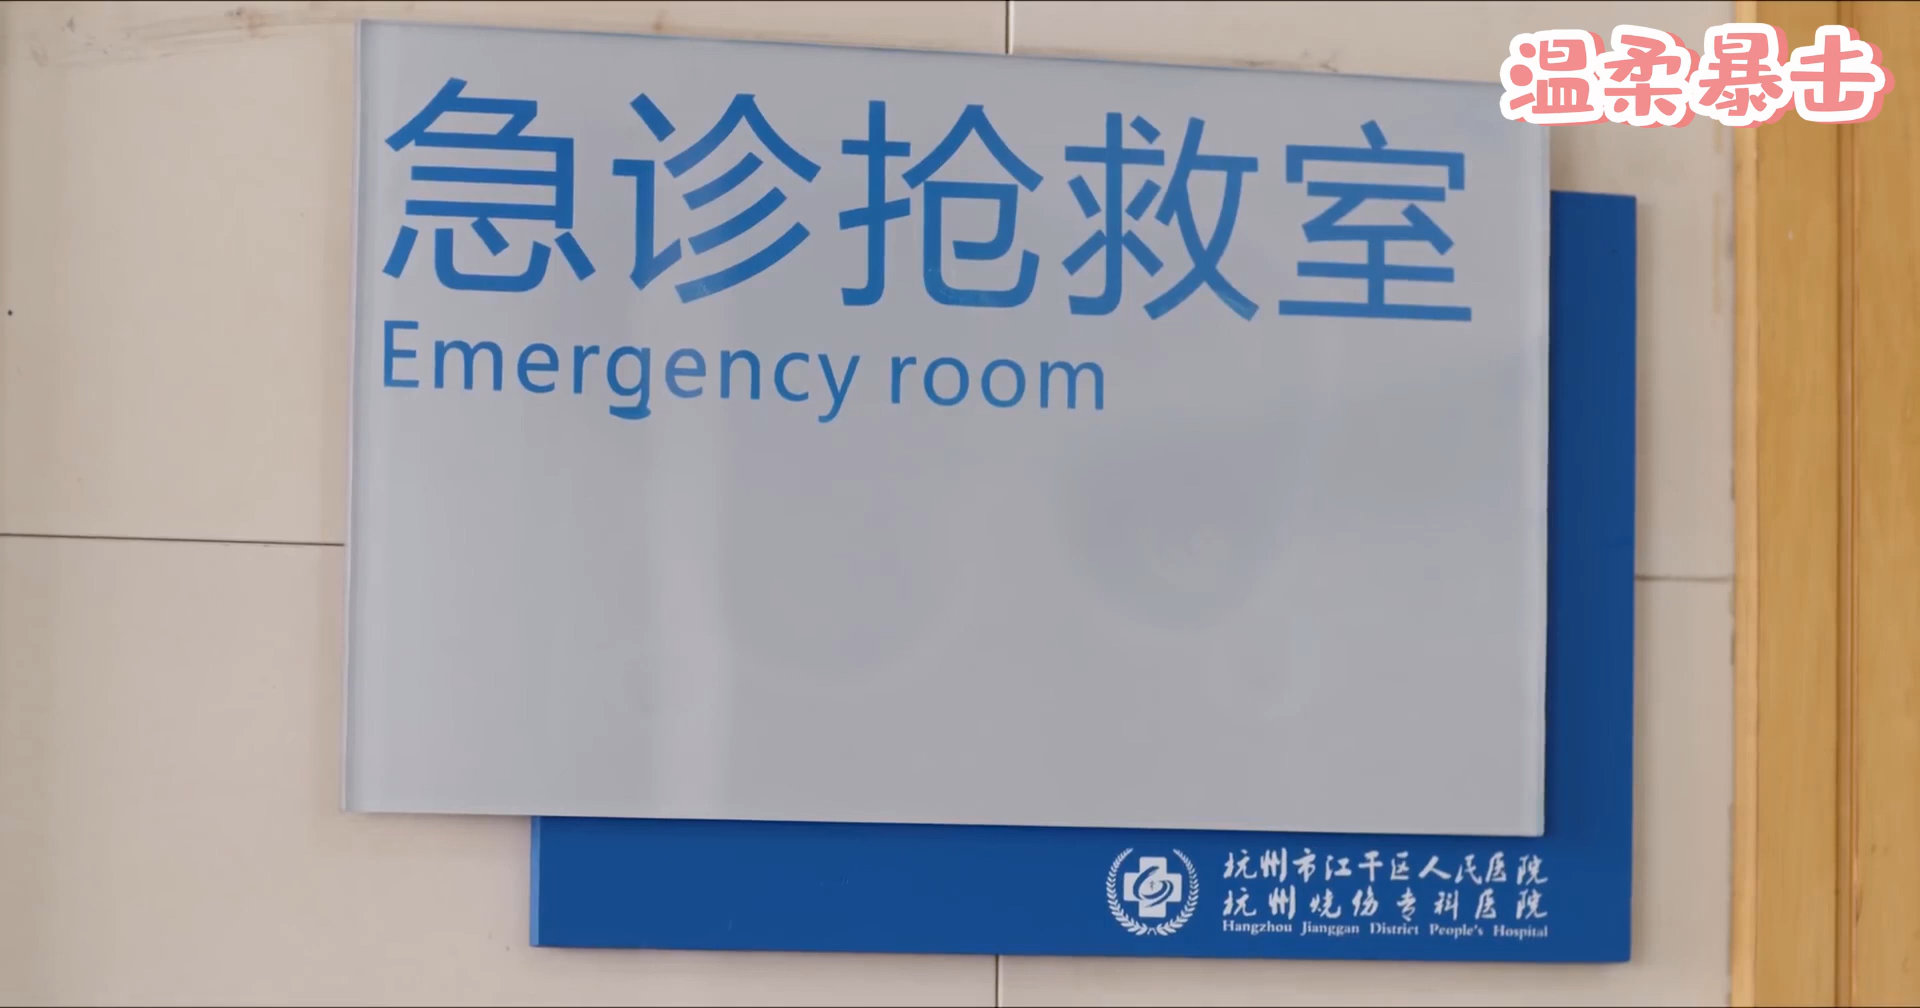 温柔暴击
急诊抢救室
Emergency room
杭州市江干区人民医院
杭州烧伤专科医院
Hangzhou Jianggan District People's Hospital